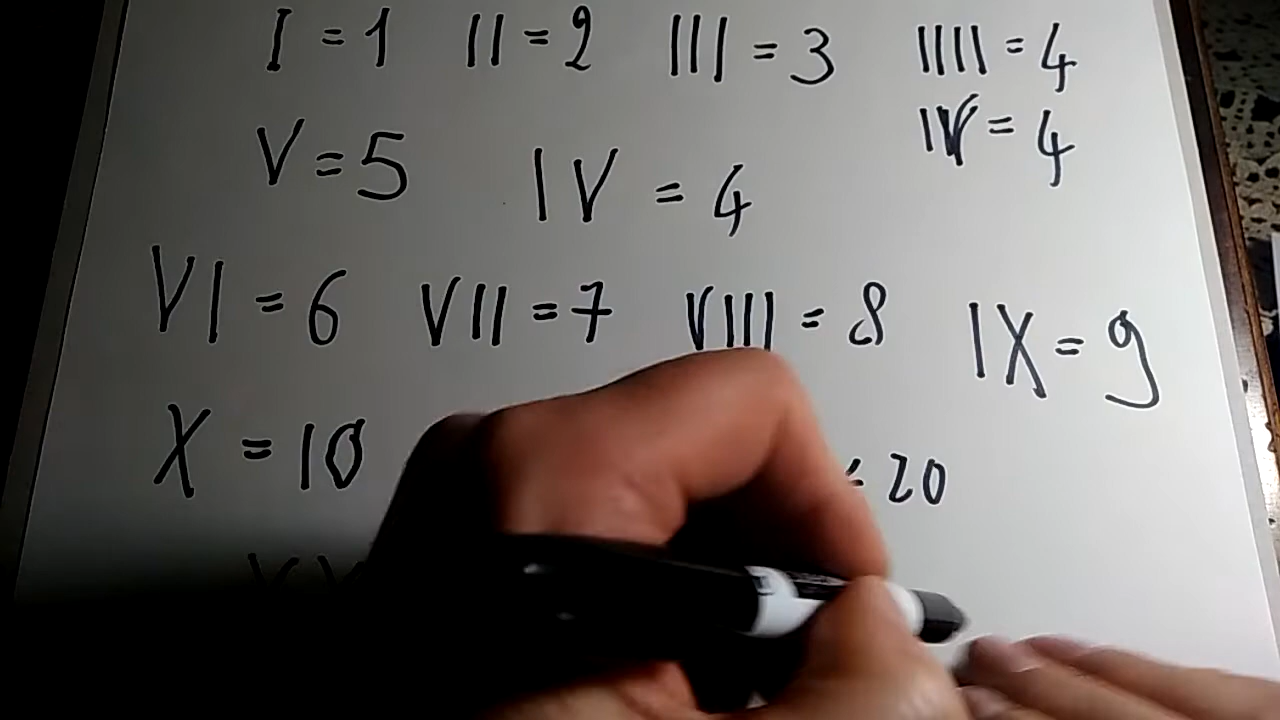 I = 1 II = 2 III = 3 IIII = 4
IV = 4
V = 5 IV = 4
VI = 6 VII = 7 VIII = 8 IX = 9
X = 10 = 20
XX